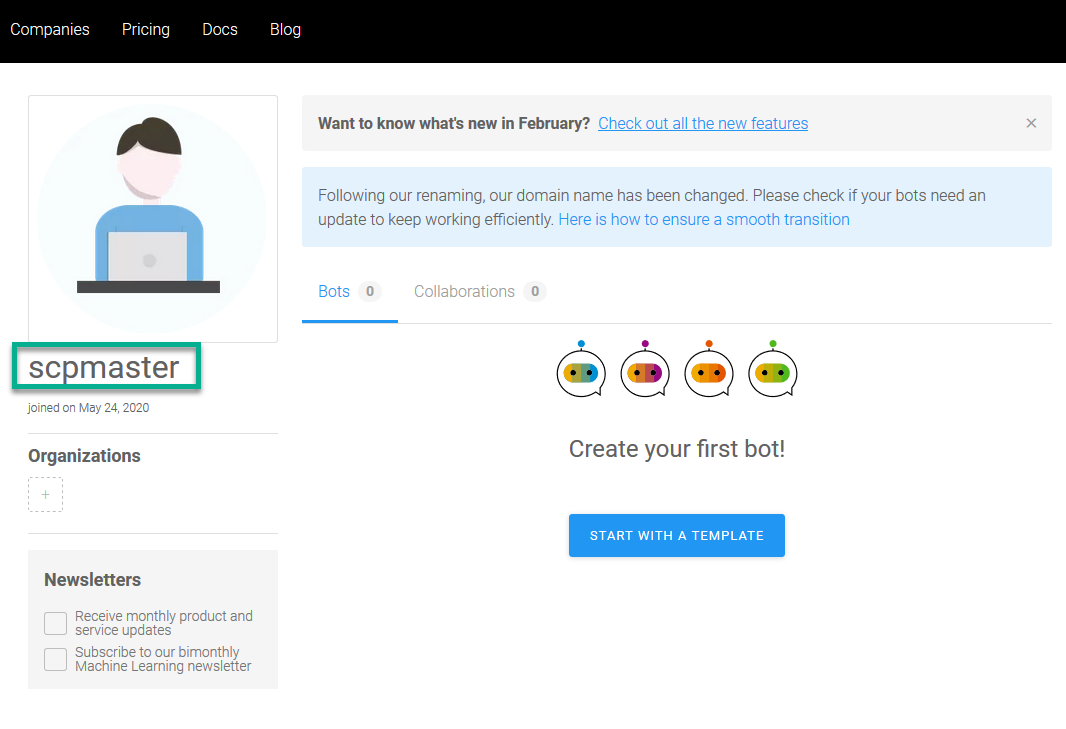 Companies Pricing Docs Blog
Want to know what's new in February? Check out all the new features ×
Following our renaming, our domain name has been changed. Please check if your bots need an
update to keep working efficiently. Here is how to ensure a smooth transition
Bots 0 Collaborations 0
scpmaster
joined on May 24, 2020
Organizations
+
Newsletters
Receive monthly product and
service updates
Subscribe to our bimonthly
Machine Learning newsletter
Create your first bot!
START WITH A TEMPLATE